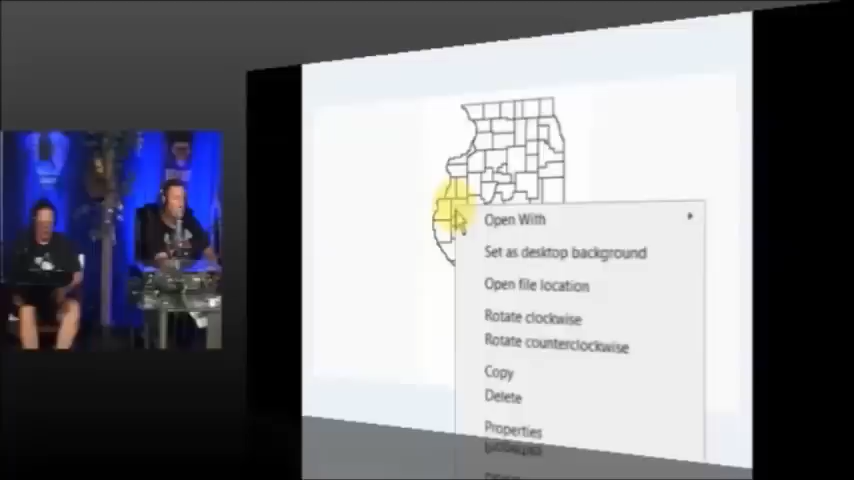 Open With
Set as desktop background
Open file location
Rotate clockwise
Rotate counterclockwise
Copy
Delete
Properties